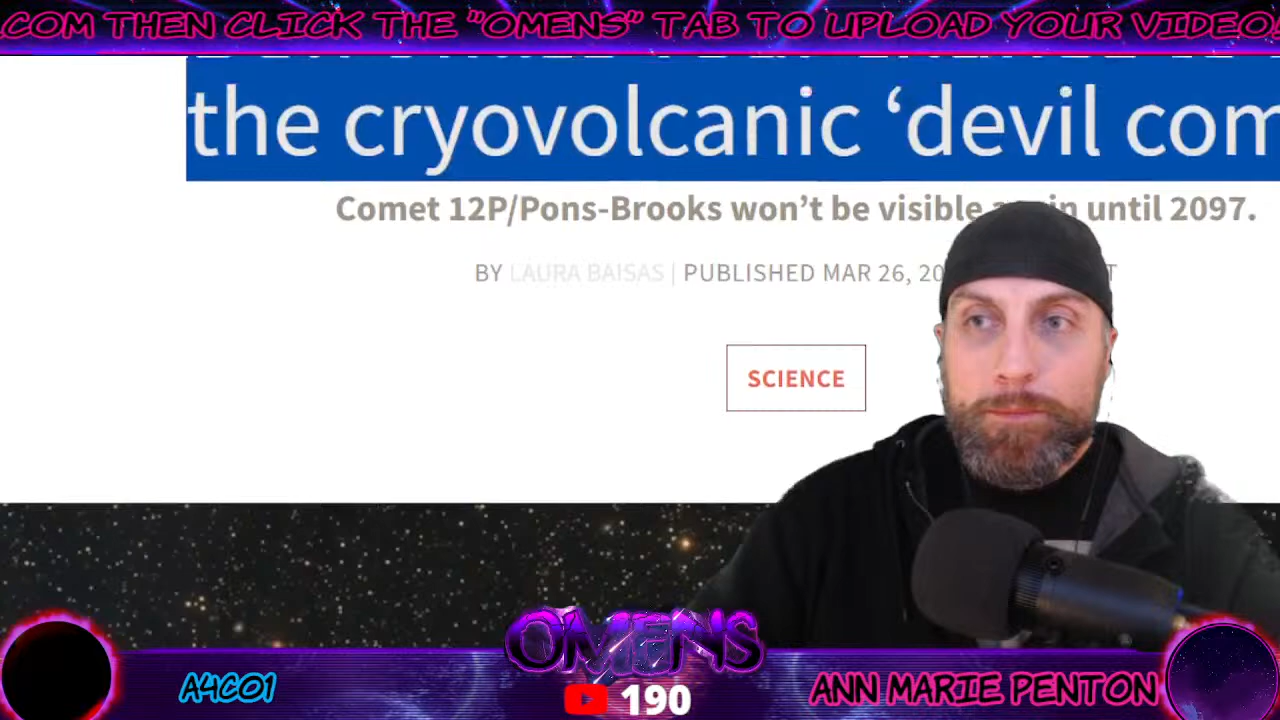 .COM THEN CLICK THE "OMENS" TAB TO UPLOAD YOUR VIDEO!
the cryovolcanic ‘devil com
Comet 12P/Pons-Brooks won’t be visible again until 2097.
BY LAURA BAISAS | PUBLISHED MAR 26, 20
SCIENCE
OMENS
A4C01
190
ANN MARIE PENTON